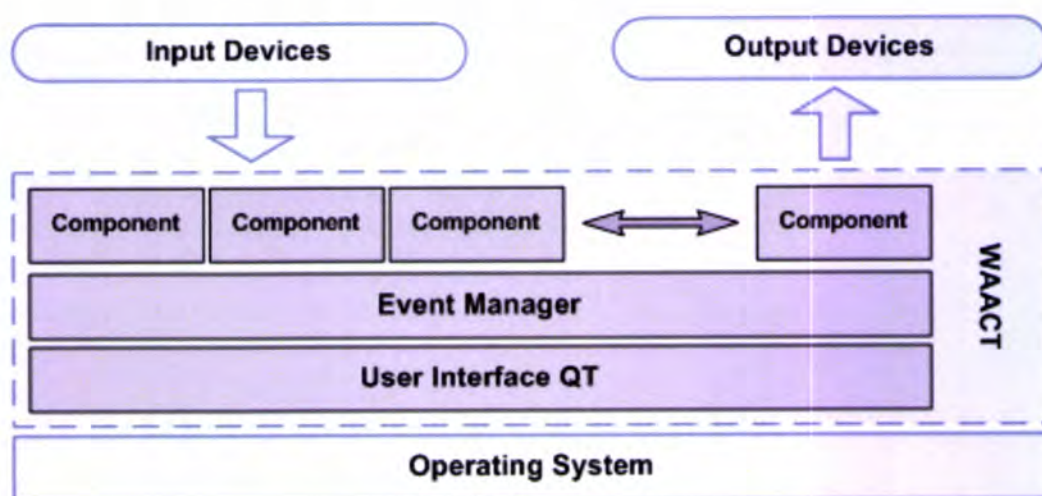 Input Devices
Output Devices
Component
Component
Component
Component
WAACT
Event Manager
User Interface QT
Operating System